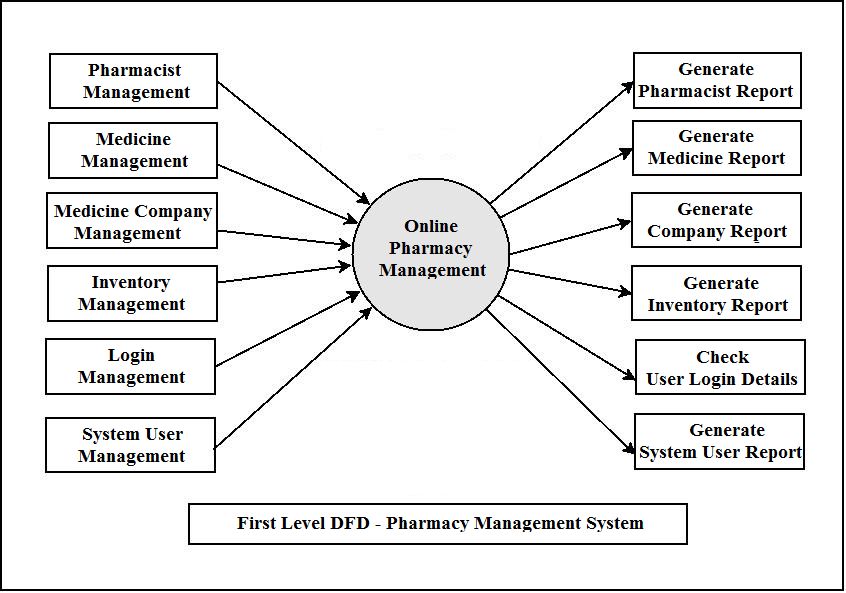 Pharmacist
Management
Medicine
Management
Medicine Company
Management
Inventory
Management
Login
Management
System User
Management
Online
Pharmacy
Management
Generate
Pharmacist Report
Generate
Medicine Report
Generate
Company Report
Generate
Inventory Report
Check
User Login Details
Generate
System User Report
First Level DFD - Pharmacy Management System